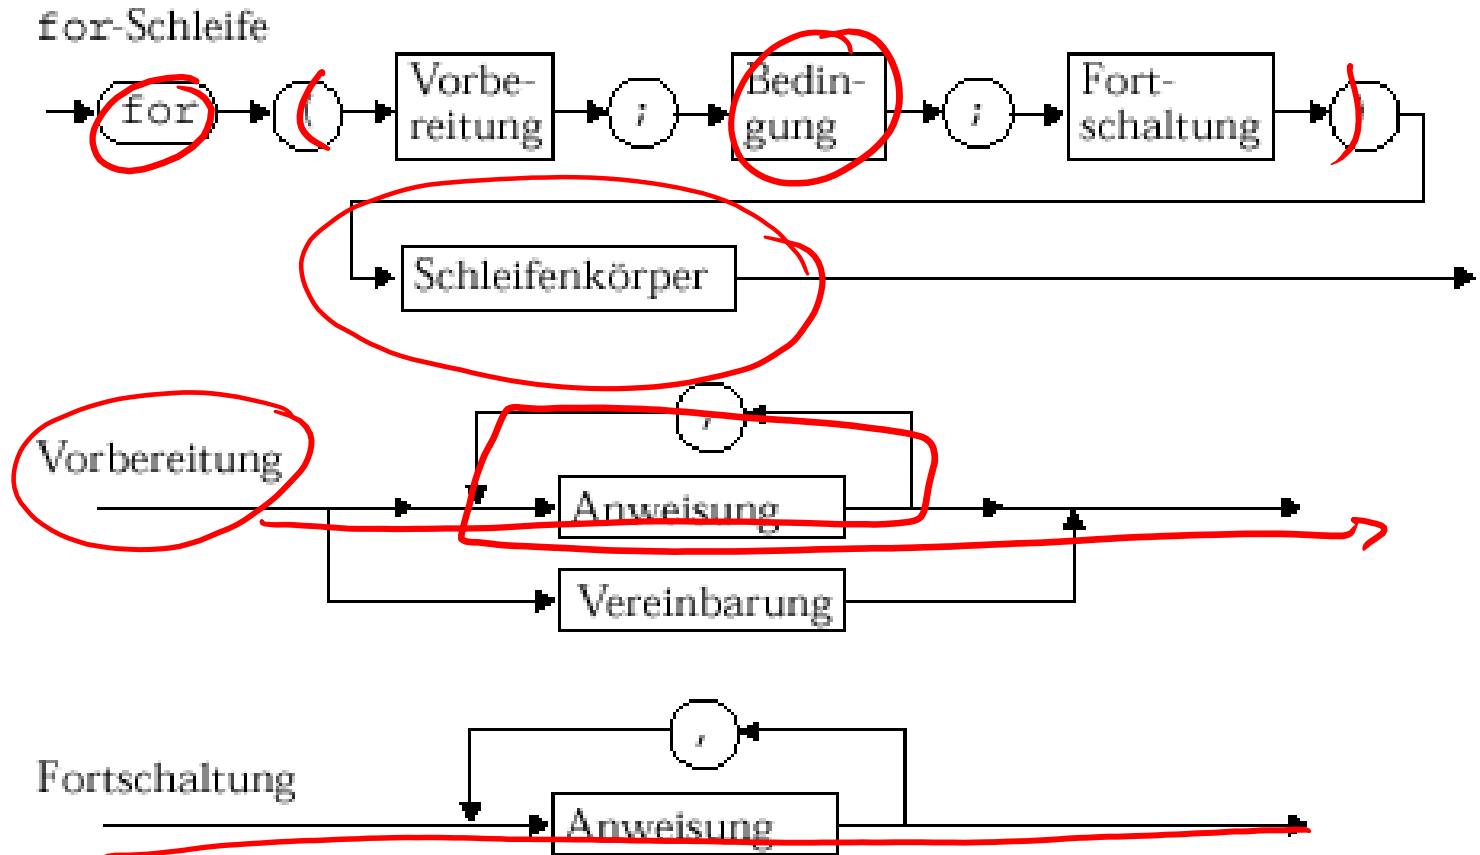 for-Schleife
for ( Vorbe- ; Bedin- ; Fort- )
reitung gung schaltung
Schleifenkörper
,
Vorbereitung
Anweisung
Vereinbarung
,
Fortschaltung
Anweisung